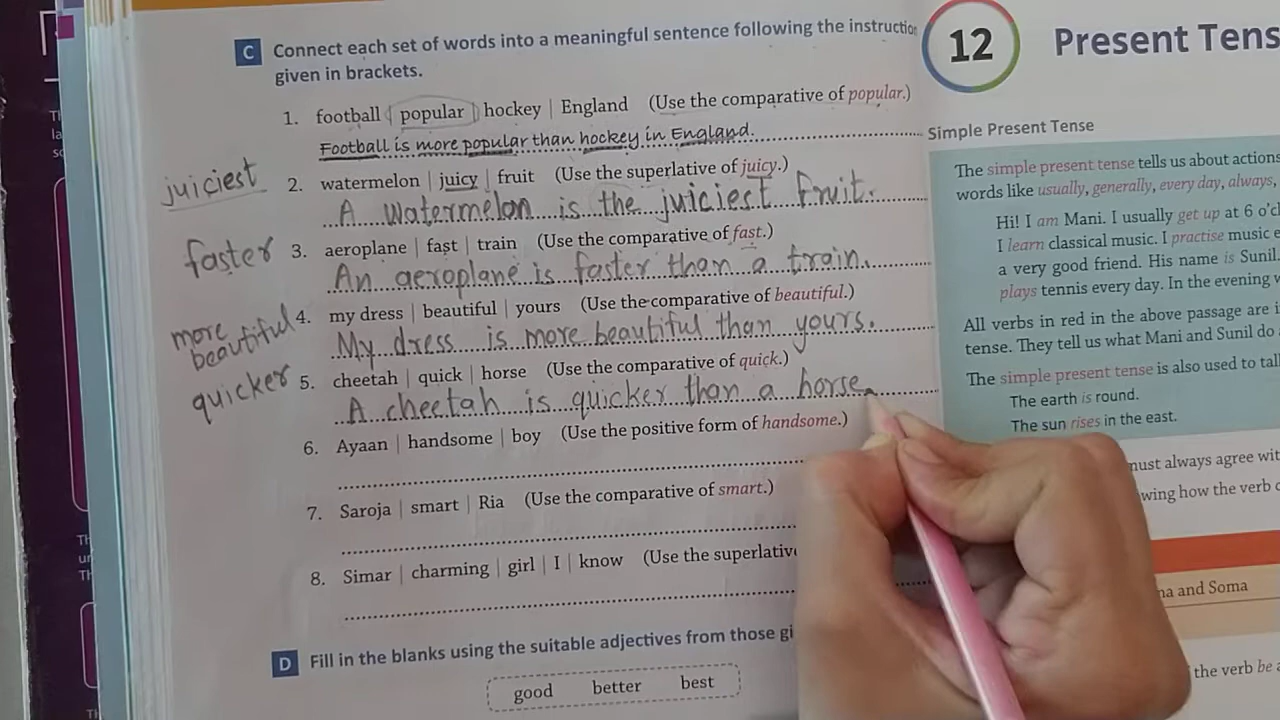 C Connect each set of words into a meaningful sentence following the instruction
given in brackets.
1. football | popular | hockey | England (Use the comparative of popular.)
Football is more popular than hockey in England.
juiciest
2. watermelon | juicy | fruit (Use the superlative of juicy.)
A watermelon is the juiciest fruit.
faster
3. aeroplane | fast | train (Use the comparative of fast.)
An aeroplane is faster than a train.
more
beautiful
4. my dress | beautiful | yours (Use the comparative of beautiful.)
My dress is more beautiful than yours.
quicker
5. cheetah | quick | horse (Use the comparative of quick.)
A cheetah is quicker than a horse.
6. Ayaan | handsome | boy (Use the positive form of handsome.)
7. Saroja | smart | Ria (Use the comparative of smart.)
8. Simar | charming | girl | I | know (Use the superlative
D Fill in the blanks using the suitable adjectives from those gi
good better best
12 Present Tens
Simple Present Tense
The simple present tense tells us about actions
words like usually, generally, every day, always,
Hi! I am Mani. I usually get up at 6 o'cl
I learn classical music. I practise music e
a very good friend. His name is Sunil.
plays tennis every day. In the evening
All verbs in red in the above passage are i
tense. They tell us what Mani and Sunil do
The simple present tense is also used to tal
The earth is round.
The sun rises in the east.
must always agree wit
wing how the verb
na and Soma
the verb be a